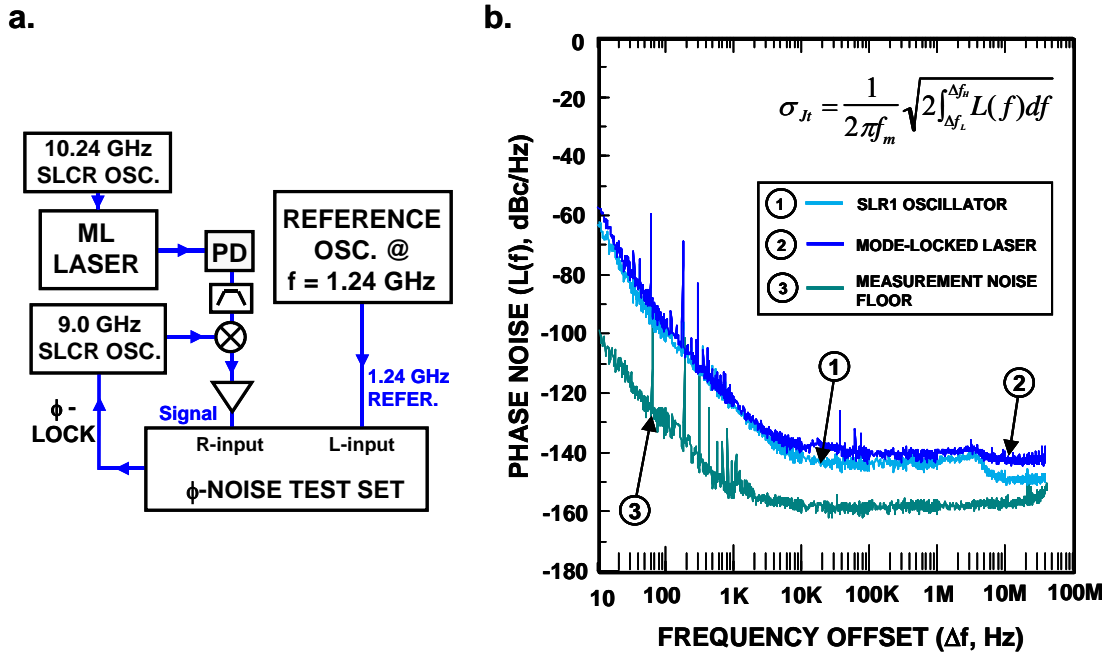 a.
10.24 GHz
SLCR OSC.
ML
LASER
PD
9.0 GHz
SLCR OSC.
REFERENCE
OSC. @
f = 1.24 GHz
1.24 GHz
REFER.
ϕ -
LOCK
Signal
R-input
L-input
ϕ-NOISE TEST SET
b.
PHASE NOISE (L(f), dBc/Hz)
0
-20
-40
-60
-80
-100
-120
-140
-160
-180
σ_Jt = 1/(2πf_m) √(2∫_{Δf_L}^{Δf_H} L(f)df)
1 SLR1 OSCILLATOR
2 MODE-LOCKED LASER
3 MEASUREMENT NOISE
FLOOR
1
2
3
10 100 1K 10K 100K 1M 10M 100M
FREQUENCY OFFSET (Δf, Hz)